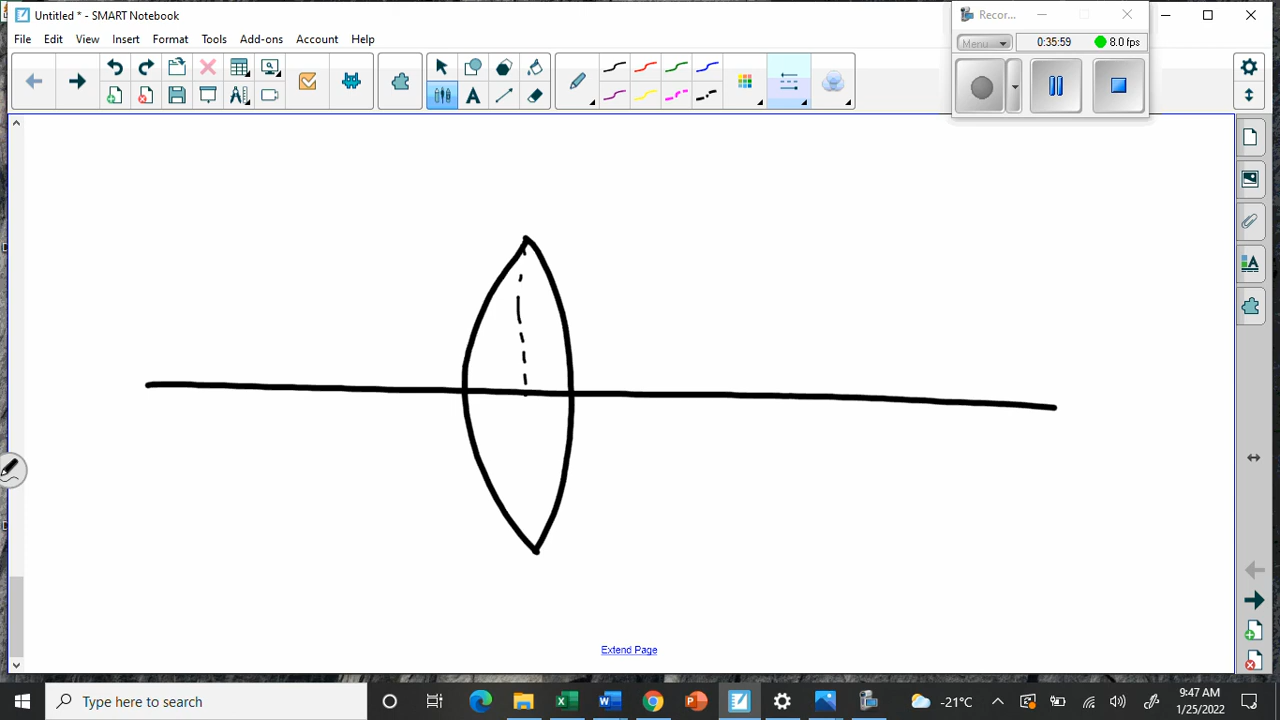 Untitled * - SMART Notebook
Recor...
File Edit View Insert Format Tools Add-ons Account Help
Menu
0:35:59
8.0 fps
A
Extend Page
Type here to search
-21°C
9:47 AM
1/25/2022